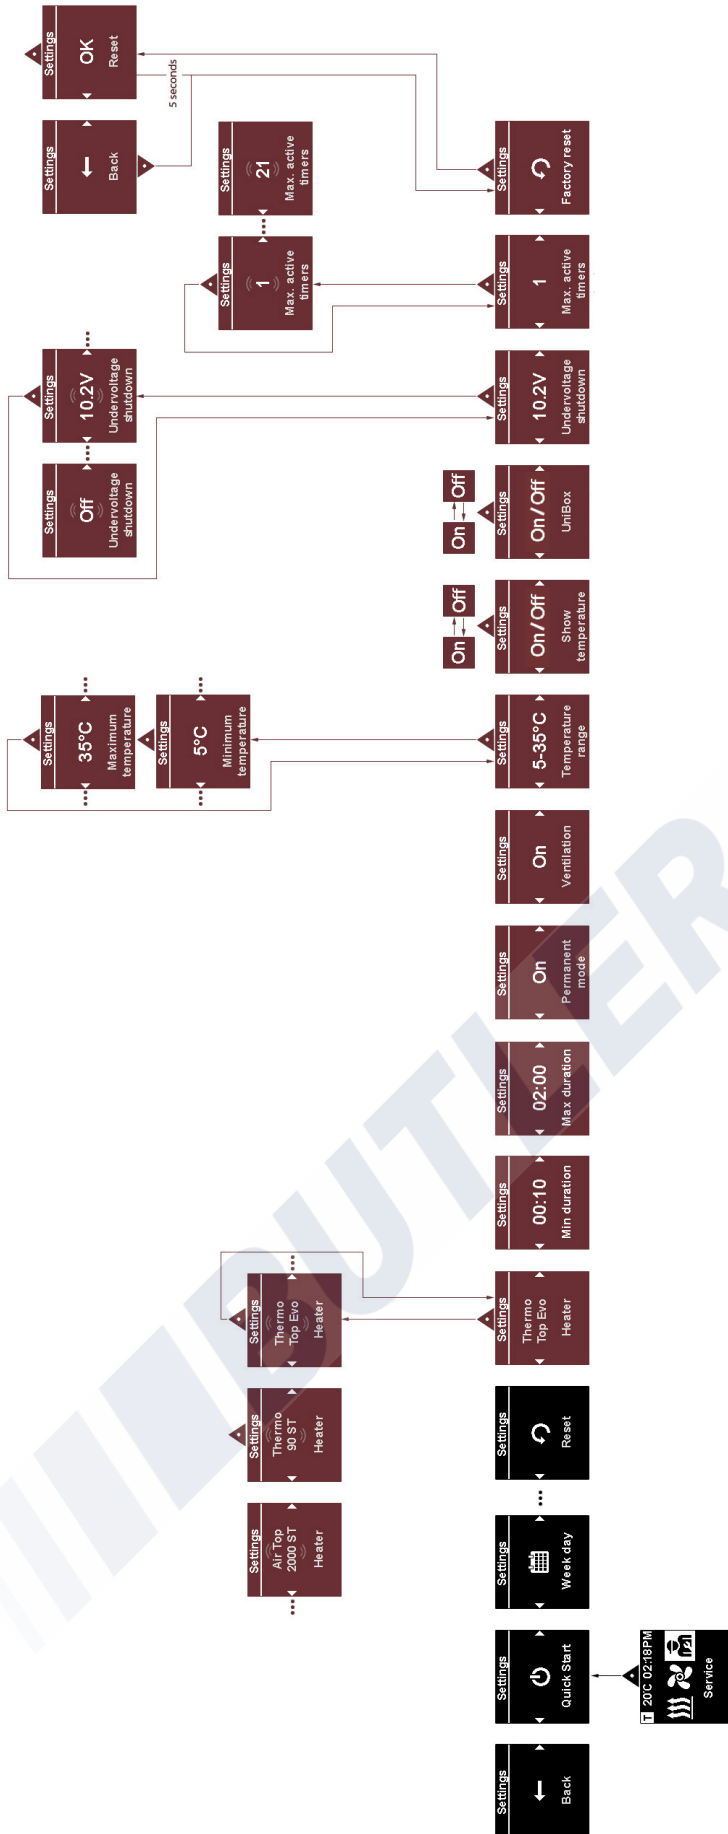 Settings
OK
Reset
Settings
Back
5 seconds
Settings
21
Max. active
timers
Settings
1
Max. active
timers
Settings
Factory reset
Settings
1
Max. active
timers
Settings
10.2V
Undervoltage
shutdown
Settings
Off
Undervoltage
shutdown
Settings
10.2V
Undervoltage
shutdown
On
Off
Settings
On/Off
UniBox
On
Off
Settings
On/Off
Show
temperature
Settings
35°C
Maximum
temperature
Settings
5°C
Minimum
temperature
Settings
5-35°C
Temperature
range
Settings
On
Ventilation
Settings
On
Permanent
mode
Settings
02:00
Max duration
Settings
00:10
Min duration
Settings
Thermo
Top Evo
Heater
Settings
Thermo
90 ST
Heater
Settings
Air Top
2000 ST
Heater
Settings
Thermo
Top Evo
Heater
Settings
Reset
Settings
Week day
Settings
Quick Start
Settings
Back
T 20°C 02:18PM
Service
BUTLER